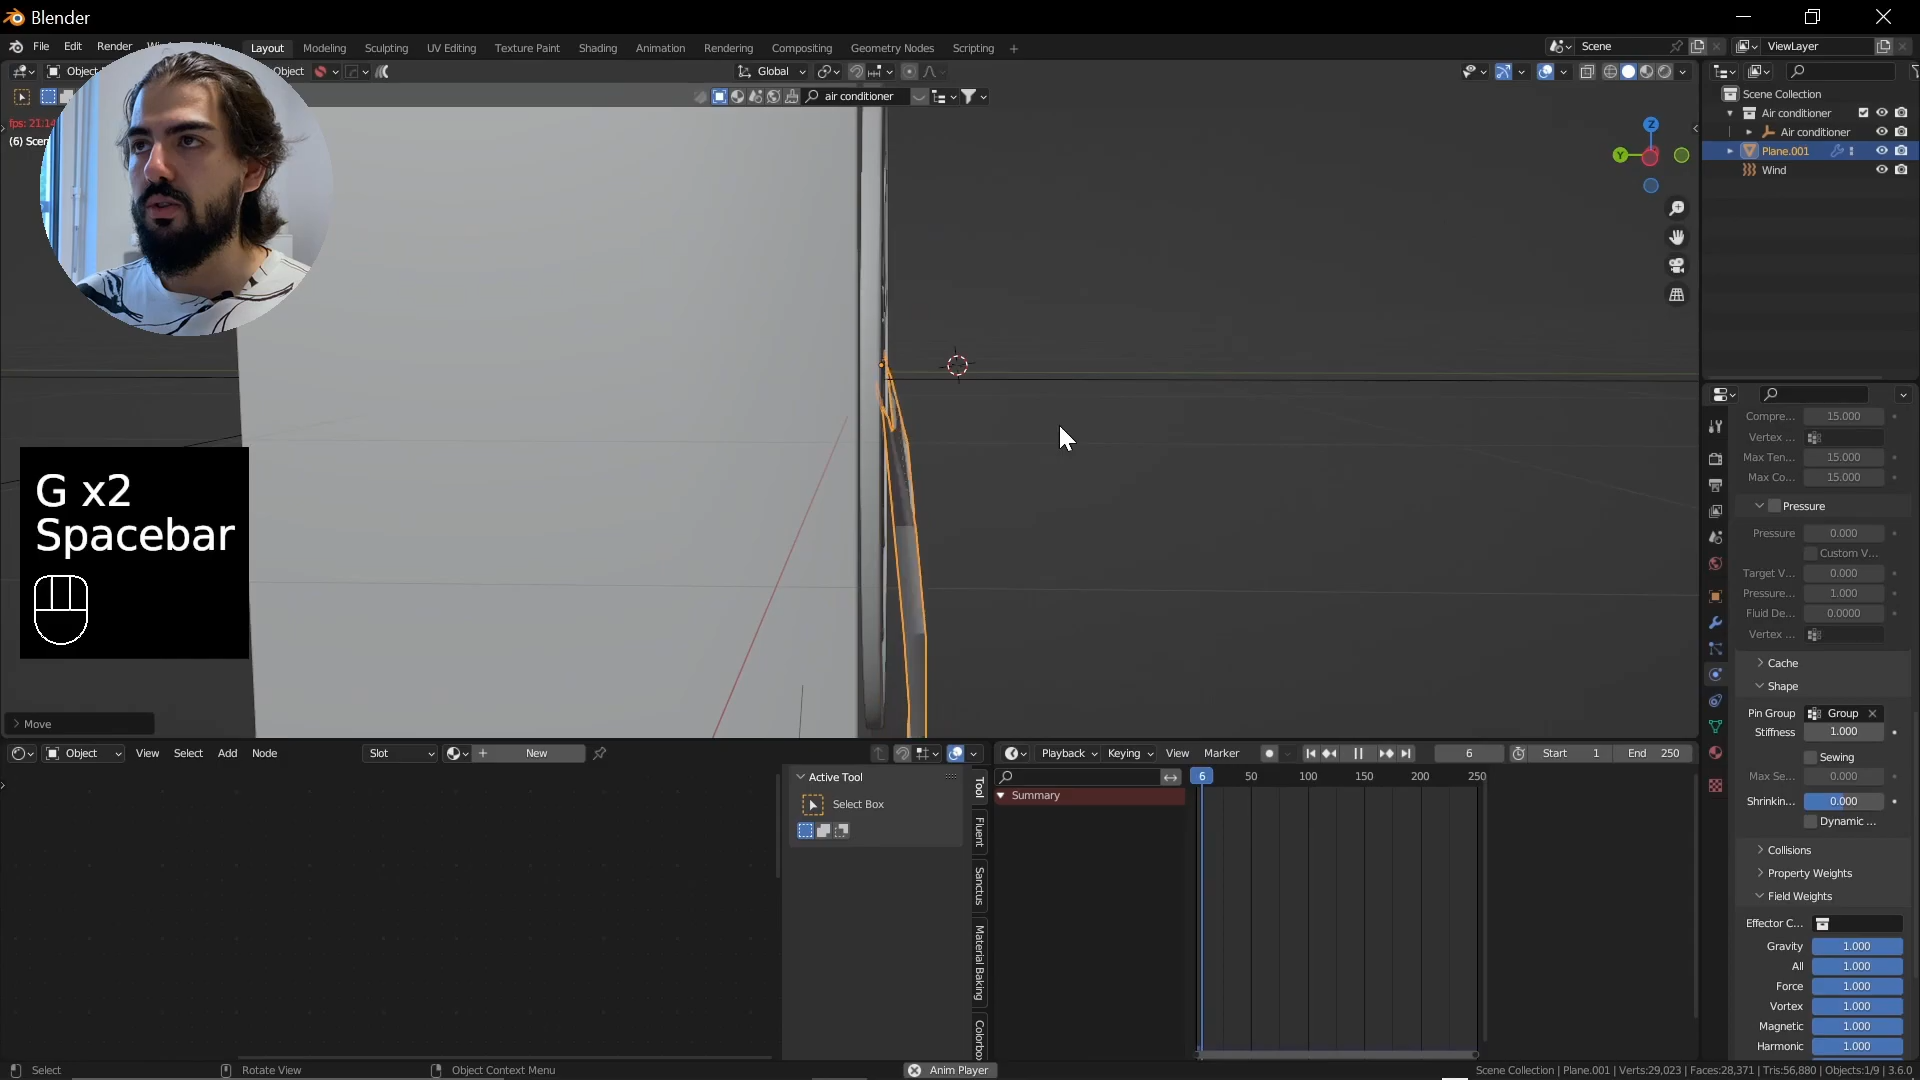 Blender
File Edit Render
Layout Modeling Sculpting UV Editing Texture Paint Shading Animation Rendering Compositing Geometry Nodes Scripting +
Scene
ViewLayer
Object
Global
air conditioner
fps: 21.14
Scene Collection
Air conditioner
Air conditioner
Plane.001
Wind
Z
Y
G x2
Spacebar
Move
Compre... 15.000
Vertex ...
Max Ten... 15.000
Max Co... 15.000
Pressure
Pressure 0.000
Custom V...
Target V... 0.000
Pressure... 1.000
Fluid De... 0.0000
Vertex ...
Cache
Shape
Pin Group Group
Stiffness 1.000
Sewing
Max Se... 0.000
Shrinkin... 0.000
Dynamic ...
Collisions
Property Weights
Field Weights
Effector C...
Gravity 1.000
All 1.000
Force 1.000
Vortex 1.000
Magnetic 1.000
Harmonic 1.000
Object View Select Add Node Slot New
Active Tool
Select Box
Tool
Fluent
Sanctus
Material Baking
Colorbox
Playback Keying View Marker 6 Start 1 End 250
6 50 100 150 200 250
Summary
Select Rotate View Object Context Menu Anim Player
Scene Collection | Plane.001 | Verts:29,023 | Faces:28,371 | Tris:56,880 | Objects:1/9 | 3.6.0